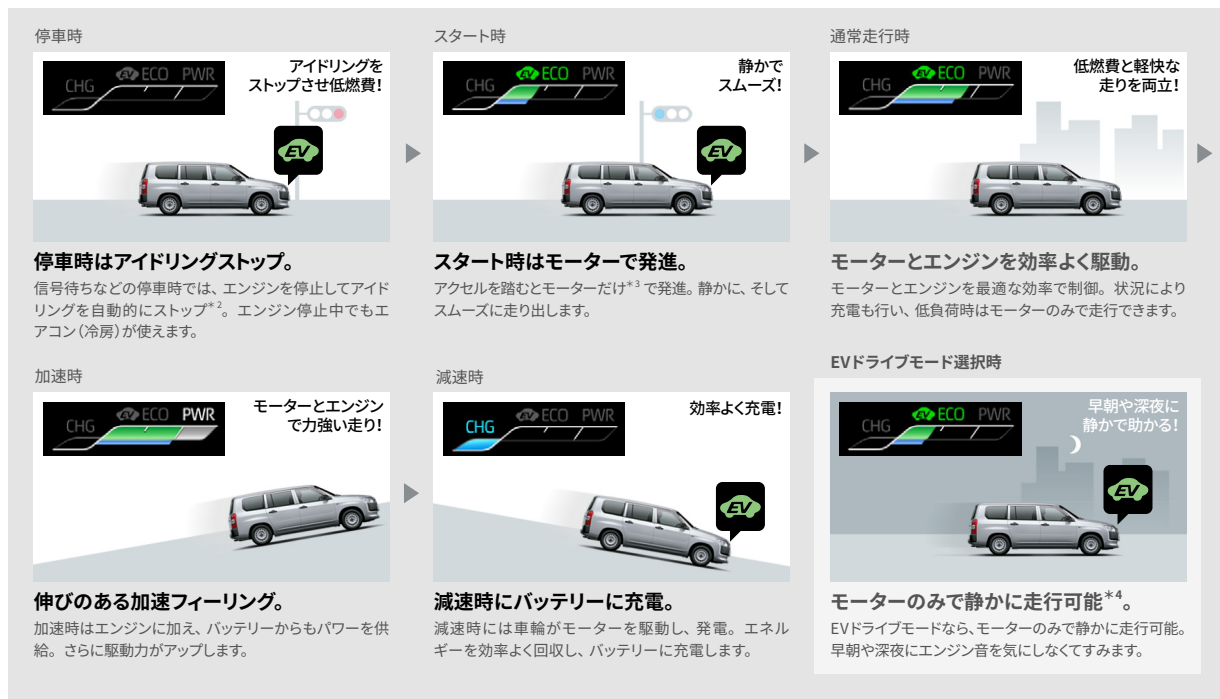 停車時
CHG EV ECO PWR
アイドリングを
ストップさせ低燃費!
EV
停車時はアイドリングストップ。
信号待ちなどの停車時では、エンジンを停止してアイド
リングを自動的にストップ＊2。エンジン停止中でもエ
アコン（冷房）が使えます。
スタート時
CHG EV ECO PWR
静かで
スムーズ!
EV
スタート時はモーターで発進。
アクセルを踏むとモーターだけ＊3で発進。静かに、そして
スムーズに走り出します。
通常走行時
CHG EV ECO PWR
低燃費と軽快な
走りを両立!
モーターとエンジンを効率よく駆動。
モーターとエンジンを最適な効率で制御。状況により
充電も行い、低負荷時はモーターのみで走行できます。
加速時
CHG EV ECO PWR
モーターとエンジン
で力強い走り!
伸びのある加速フィーリング。
加速時はエンジンに加え、バッテリーからもパワーを供
給。さらに駆動力がアップします。
減速時
CHG EV ECO PWR
効率よく充電!
EV
減速時にバッテリーに充電。
減速時には車輪がモーターを駆動し、発電。エネル
ギーを効率よく回収し、バッテリーに充電します。
EVドライブモード選択時
CHG EV ECO PWR
早朝や深夜に
静かで助かる!
EV
モーターのみで静かに走行可能＊4。
EVドライブモードなら、モーターのみで静かに走行可能。
早朝や深夜にエンジン音を気にしなくてすみます。